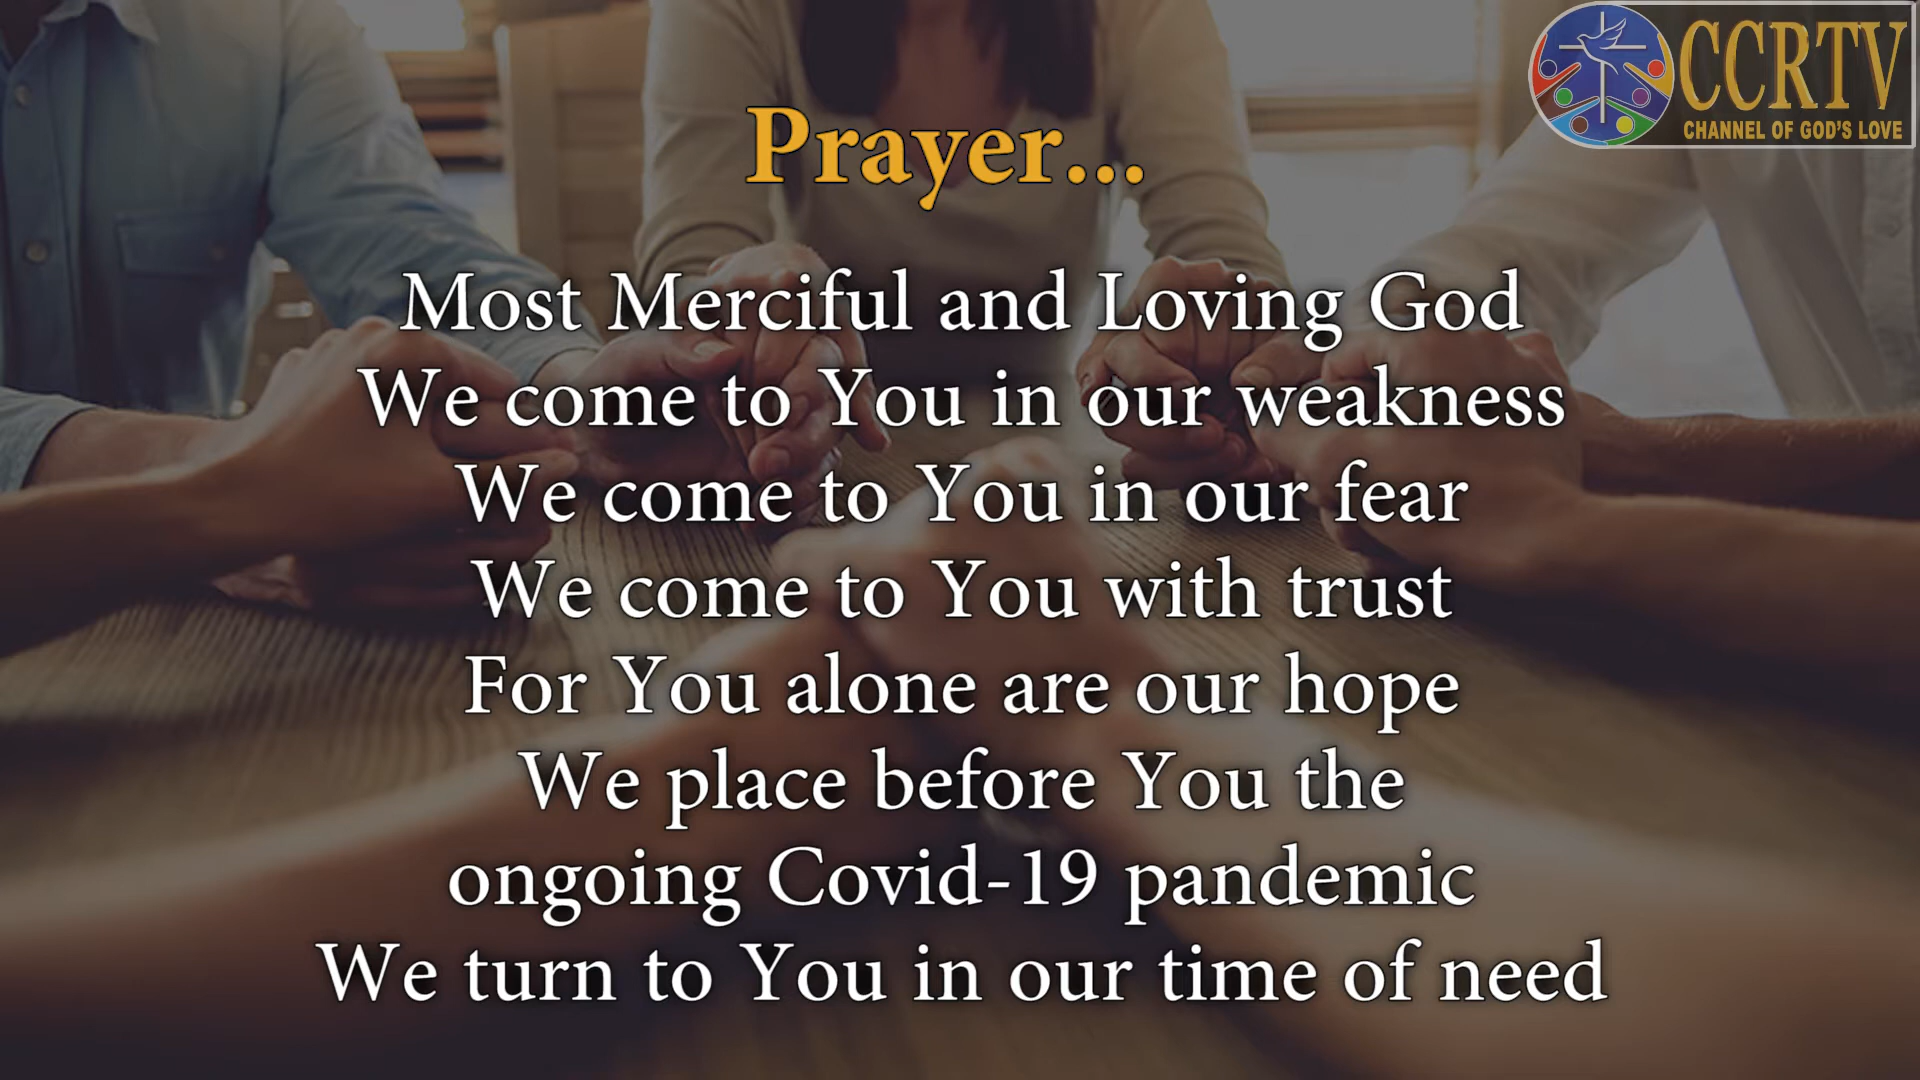 CCRTV
CHANNEL OF GOD'S LOVE
Prayer...
Most Merciful and Loving God
We come to You in our weakness
We come to You in our fear
We come to You with trust
For You alone are our hope
We place before You the
ongoing Covid-19 pandemic
We turn to You in our time of need